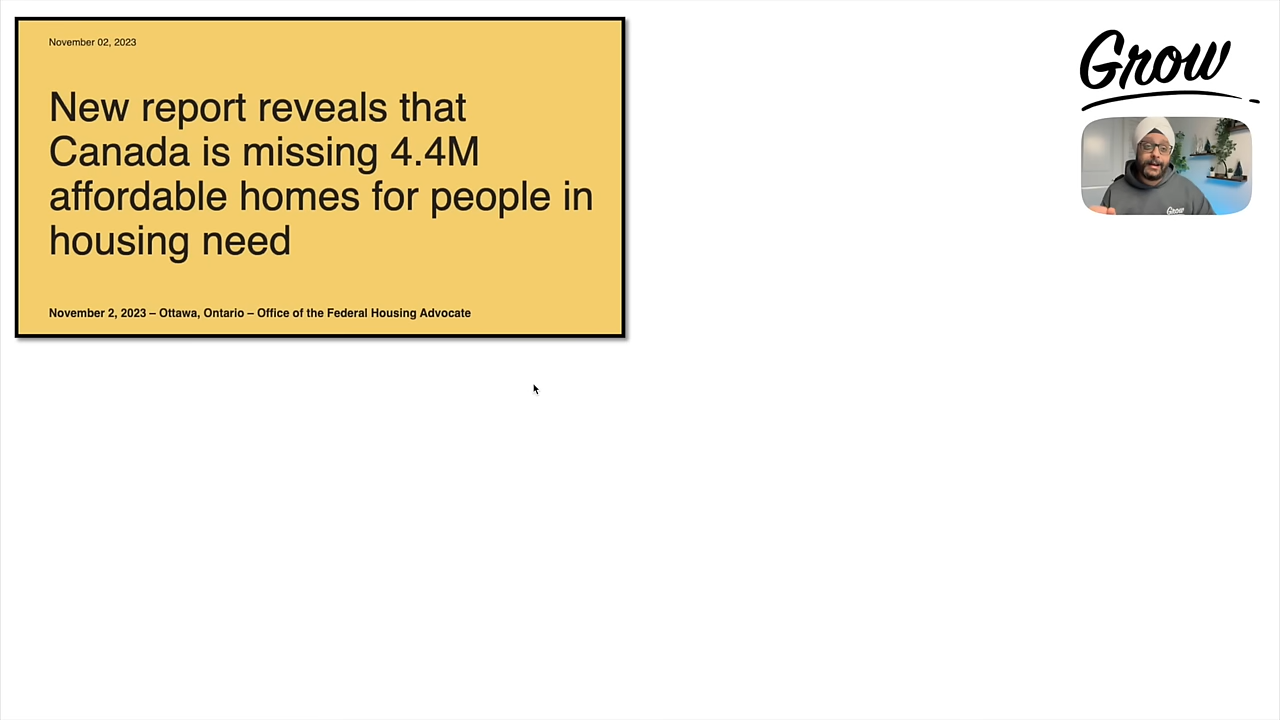 November 02, 2023
New report reveals that
Canada is missing 4.4M
affordable homes for people in
housing need
November 2, 2023 – Ottawa, Ontario – Office of the Federal Housing Advocate
Grow
Grow